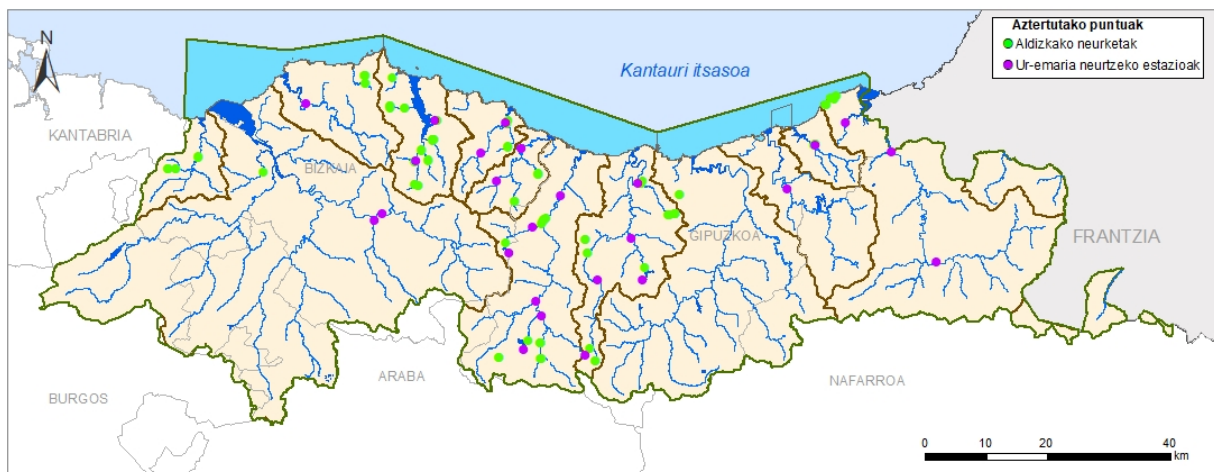 Aztertutako puntuak
Aldizkako neurketak
Ur-emaria neurtzeko estazioak
N
Kantauri itsasoa
KANTABRIA
BIZKAIA
GIPUZKOA
FRANTZIA
ARABA
NAFARROA
BURGOS
0 10 20 40
km